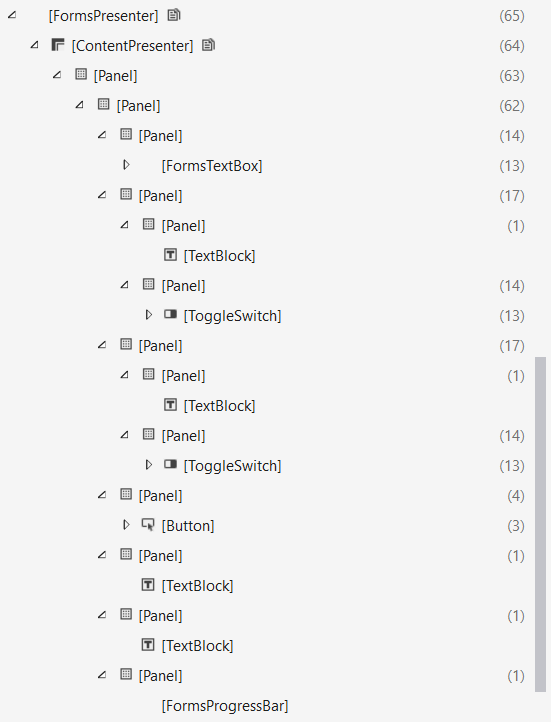 [FormsPresenter] (65)
[ContentPresenter] (64)
[Panel] (63)
[Panel] (62)
[Panel] (14)
[FormsTextBox] (13)
[Panel] (17)
[Panel] (1)
[TextBlock]
[Panel] (14)
[ToggleSwitch] (13)
[Panel] (17)
[Panel] (1)
[TextBlock]
[Panel] (14)
[ToggleSwitch] (13)
[Panel] (4)
[Button] (3)
[Panel] (1)
[TextBlock]
[Panel] (1)
[TextBlock]
[Panel] (1)
[FormsProgressBar]